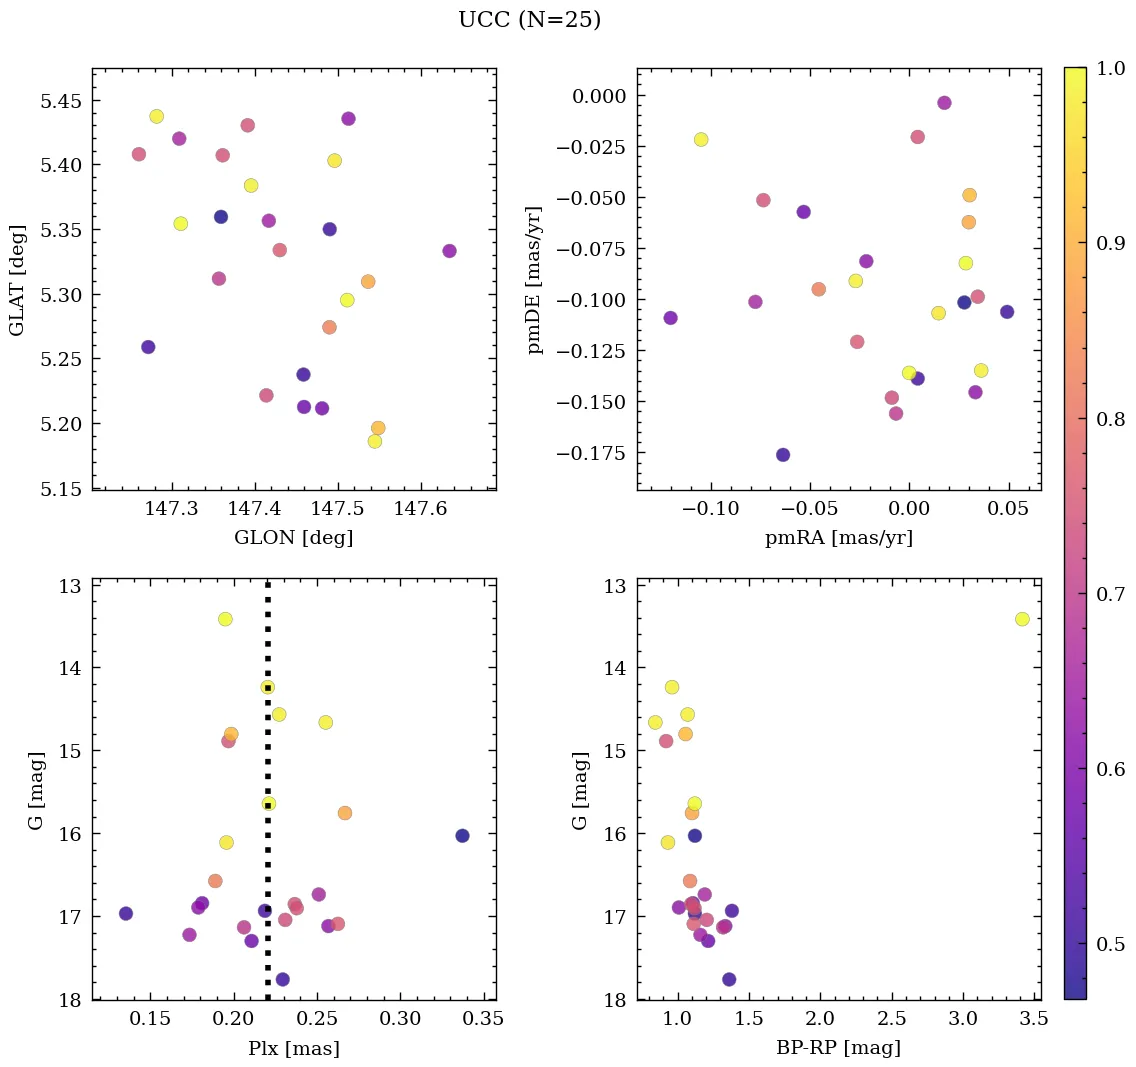 UCC (N=25)
5.45
5.40
5.35
5.30
5.25
5.20
5.15
GLAT [deg]
147.3 147.4 147.5 147.6
GLON [deg]
0.000
−0.025
−0.050
−0.075
−0.100
−0.125
−0.150
−0.175
pmDE [mas/yr]
−0.10 −0.05 0.00 0.05
pmRA [mas/yr]
13
14
15
16
17
18
G [mag]
0.15 0.20 0.25 0.30 0.35
Plx [mas]
13
14
15
16
17
18
G [mag]
1.0 1.5 2.0 2.5 3.0 3.5
BP-RP [mag]
1.0
0.9
0.8
0.7
0.6
0.5